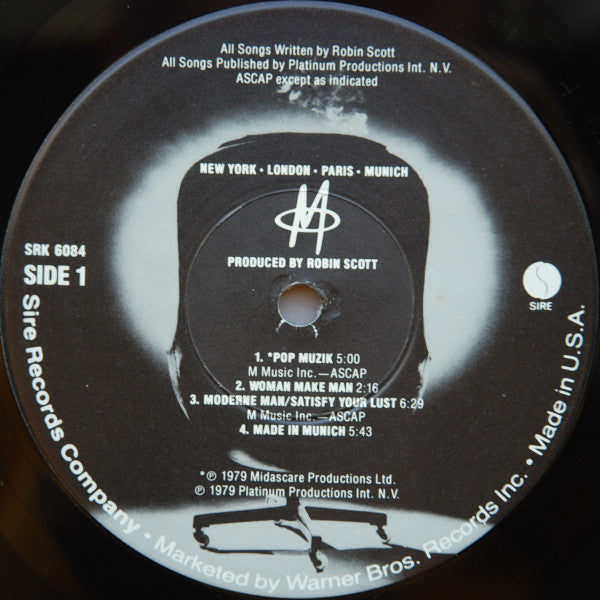 All Songs Written by Robin Scott
All Songs Published by Platinum Productions Int. N.V.
ASCAP except as indicated
NEW YORK • LONDON • PARIS • MUNICH
M
PRODUCED BY ROBIN SCOTT
SRK 6084
SIDE 1
S
SIRE
1. *POP MUZIK 5:00
M Music Inc.—ASCAP
2. WOMAN MAKE MAN 2:16
3. MODERNE MAN/SATISFY YOUR LUST 6:29
M Music Inc.—ASCAP
4. MADE IN MUNICH 5:43
*℗ 1979 Midascare Productions Ltd.
℗ 1979 Platinum Productions Int. N.V.
Sire Records Company • Marketed by Warner Bros. Records Inc. • Made in U.S.A.